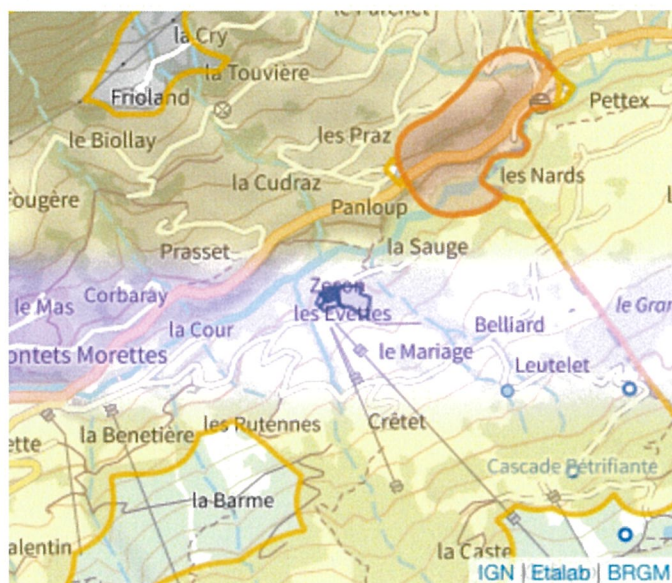 la Cry
la Touvière
Frioland
Pettex
le Biollay
les Praz
la Cudraz
les Nards
Fougère
Panloup
Prasset
la Sauge
Zenon
le Mas
Corbaray
les Evettes
le Gran
la Cour
Belliard
ontets Morettes
le Mariage
Leutelet
les Rutennes
Crêtet
ette
la Benetière
Cascade Pétrifiante
la Barme
alentin
la Caste
IGN | Etalab | BRGM